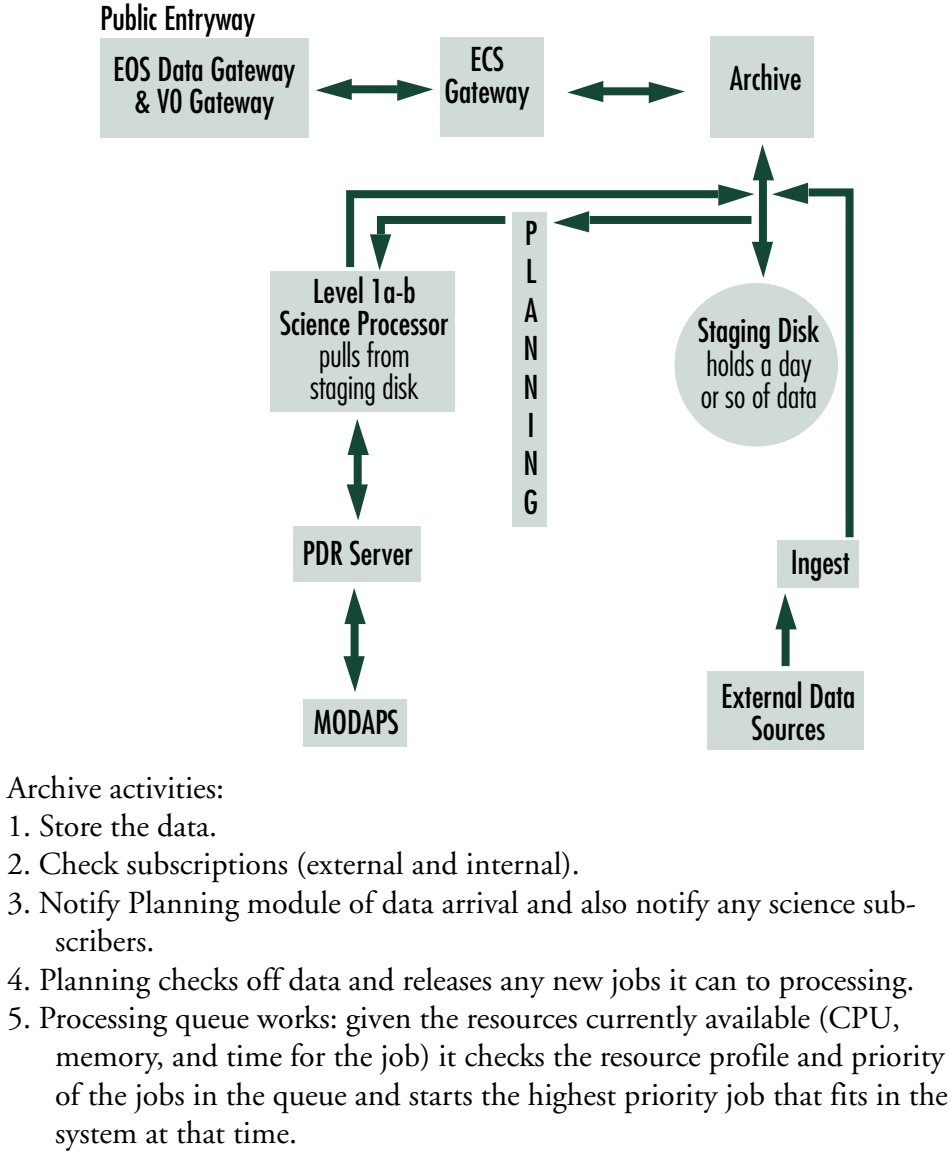 Public Entryway
EOS Data Gateway
& V0 Gateway
ECS
Gateway
Archive
PLANNING
Level 1a-b
Science Processor
pulls from
staging disk
Staging Disk
holds a day
or so of data
PDR Server
Ingest
MODAPS
External Data
Sources
Archive activities:
1. Store the data.
2. Check subscriptions (external and internal).
3. Notify Planning module of data arrival and also notify any science sub-
scribers.
4. Planning checks off data and releases any new jobs it can to processing.
5. Processing queue works: given the resources currently available (CPU,
memory, and time for the job) it checks the resource profile and priority
of the jobs in the queue and starts the highest priority job that fits in the
system at that time.